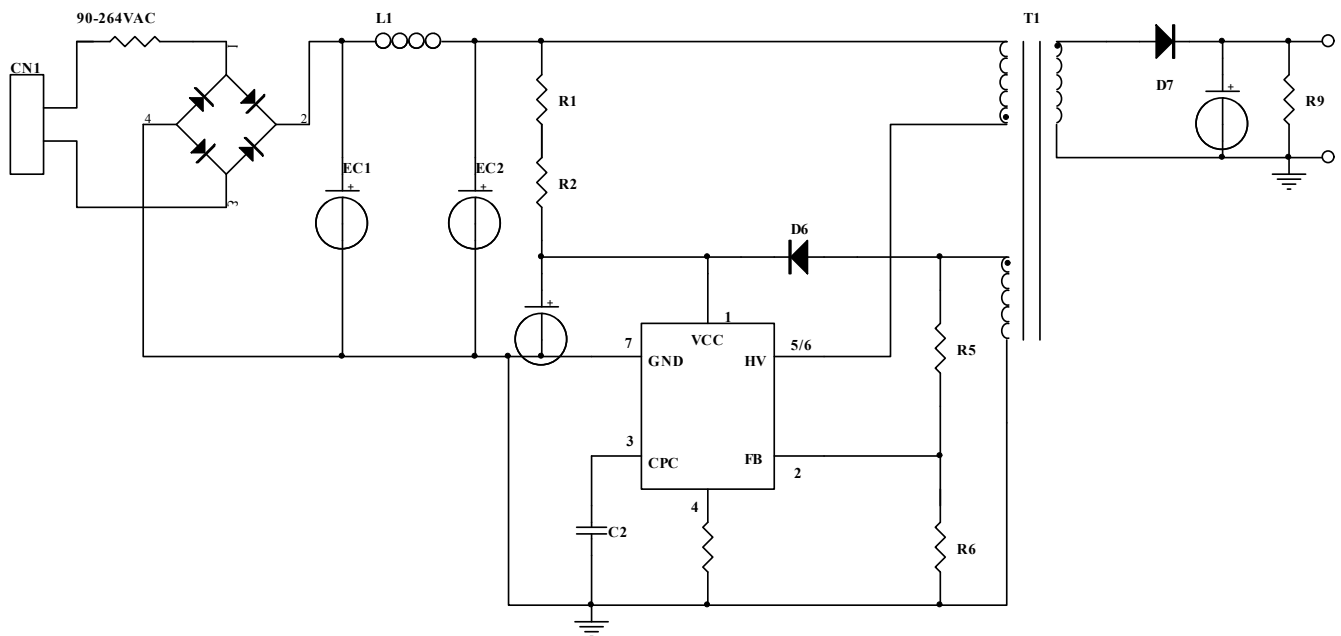 90-264VAC
L1
T1
CN1
1
4
2
3
R1
R2
EC1
+
EC2
+
D7
+
R9
D6
+
1
7
VCC
5/6
GND
HV
R5
3
CPC
FB
2
4
C2
R6